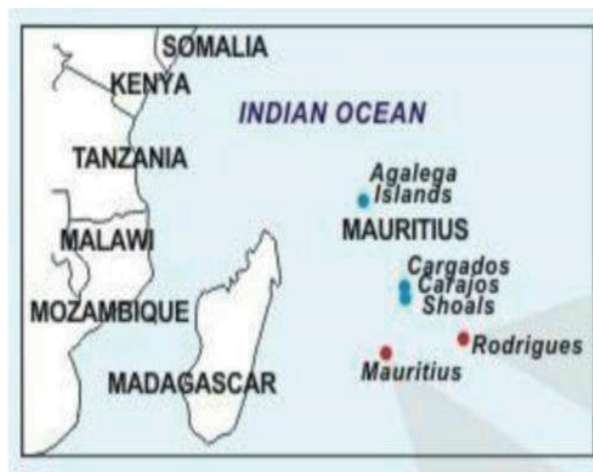 SOMALIA
KENYA
INDIAN OCEAN
TANZANIA
Agalega
Islands
MALAWI
MAURITIUS
Cargados
Carajos
Shoals
MOZAMBIQUE
Rodrigues
Mauritius
MADAGASCAR